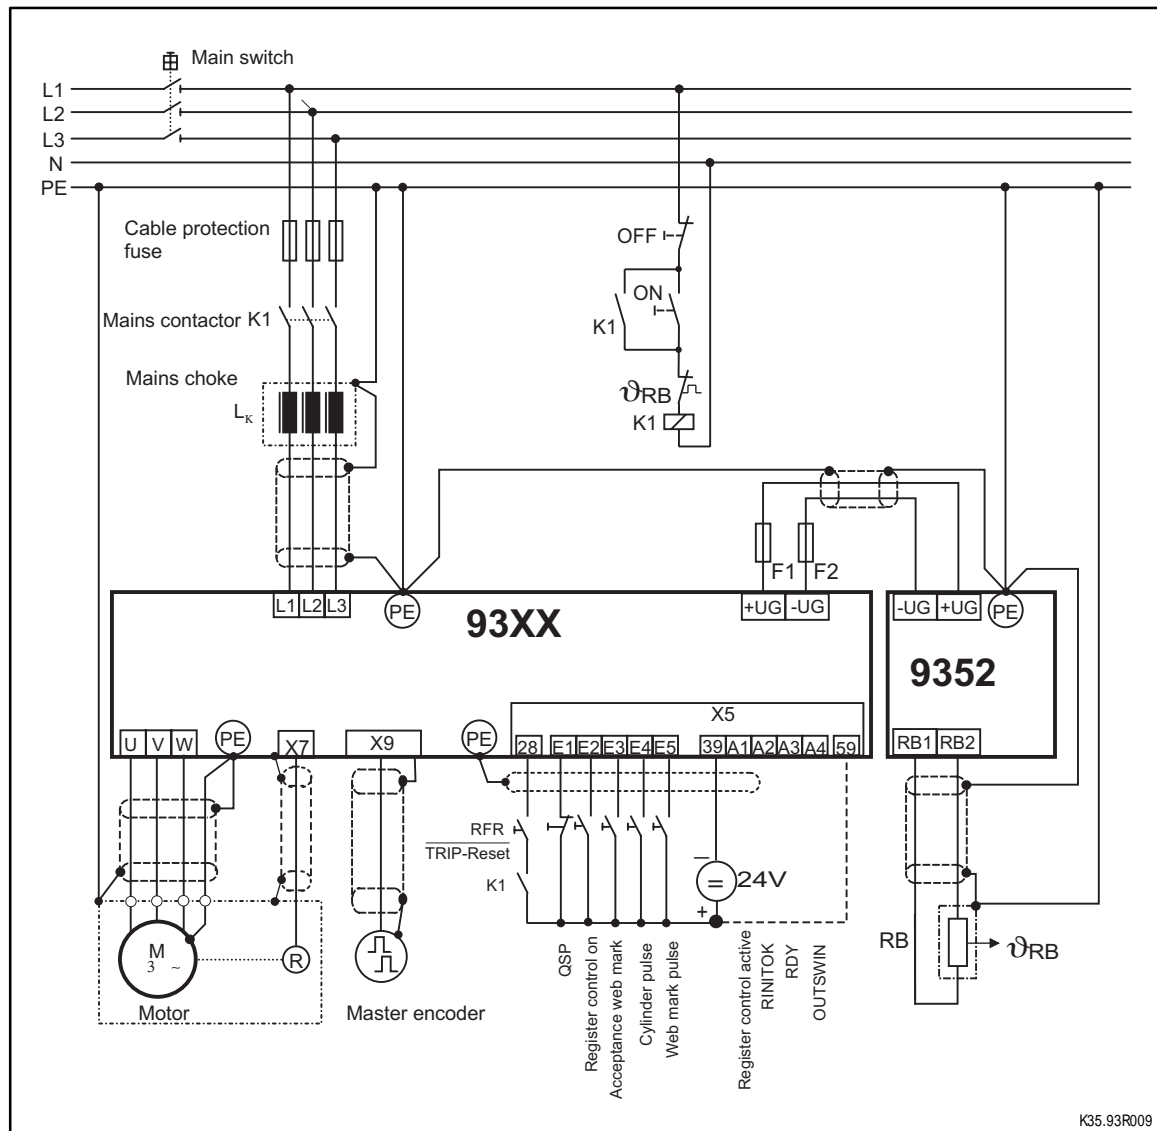 Main switch
L1
L2
L3
N
PE
Cable protection
fuse
OFF
ON
K1
Mains contactor K1
Mains choke
LK
ϑRB
K1
F1 F2
L1 L2 L3 PE
+UG -UG
-UG +UG PE
93XX
9352
X5
U V W PE X7 X9 PE
28 E1 E2 E3 E4 E5 39 A1 A2 A3 A4 59
RB1 RB2
RFR
TRIP-Reset
K1
24V
=
+
M
3 ~
R
Motor
Master encoder
QSP
Register control on
Acceptance web mark
Cylinder pulse
Web mark pulse
Register control active
RINITOK
RDY
OUTSWIN
RB
ϑRB
K35.93R009